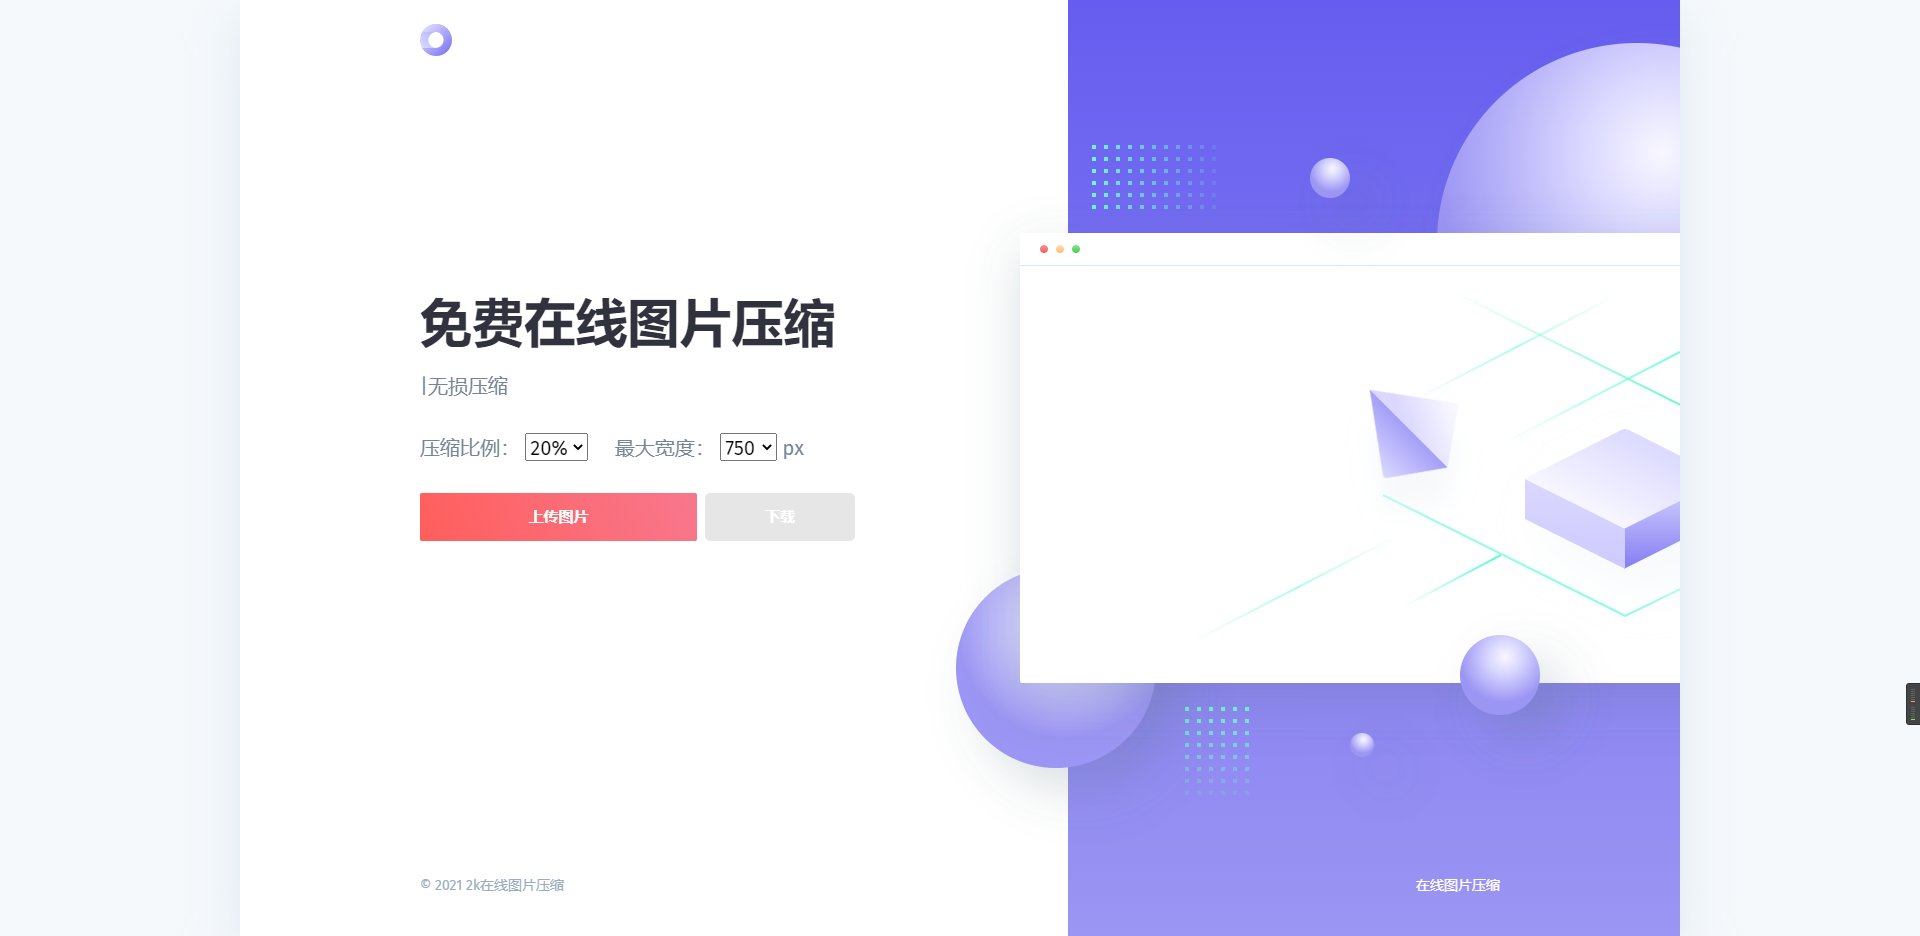 免费在线图片压缩
|无损压缩
压缩比例： 20% 最大宽度： 750 px
上传图片 下载
© 2021 2k在线图片压缩 在线图片压缩